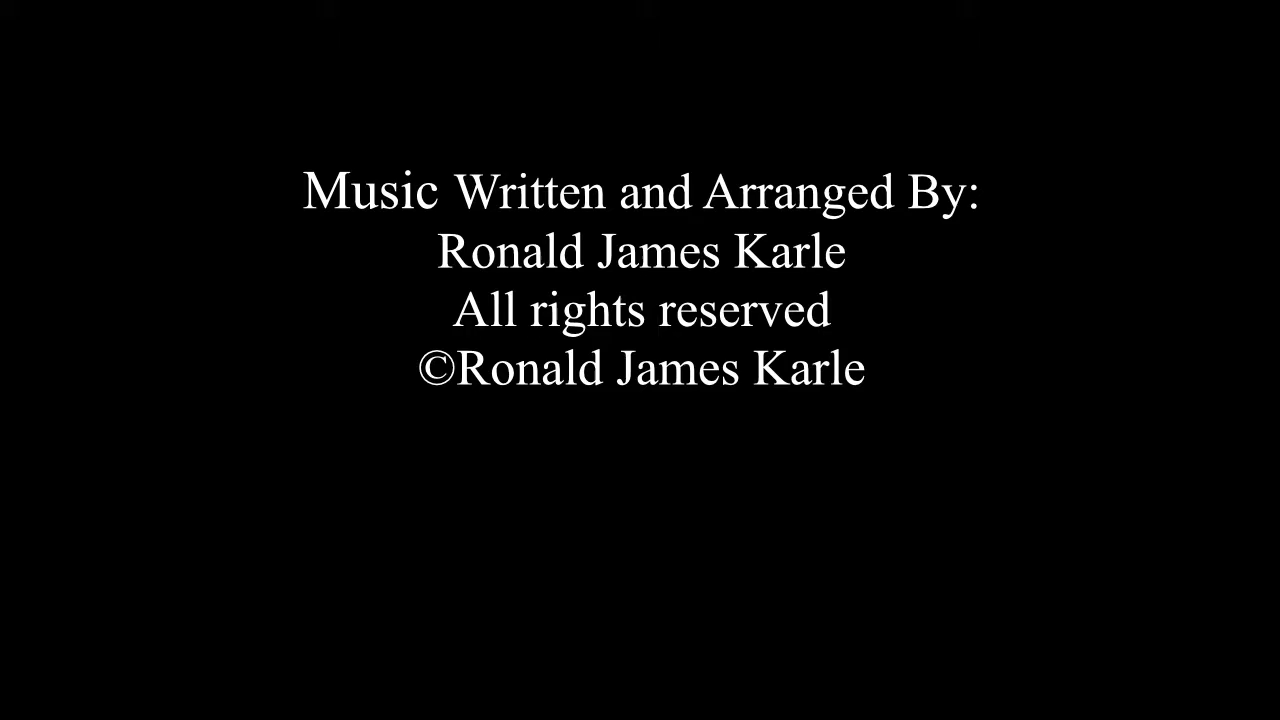 Music Written and Arranged By:
Ronald James Karle
All rights reserved
©Ronald James Karle